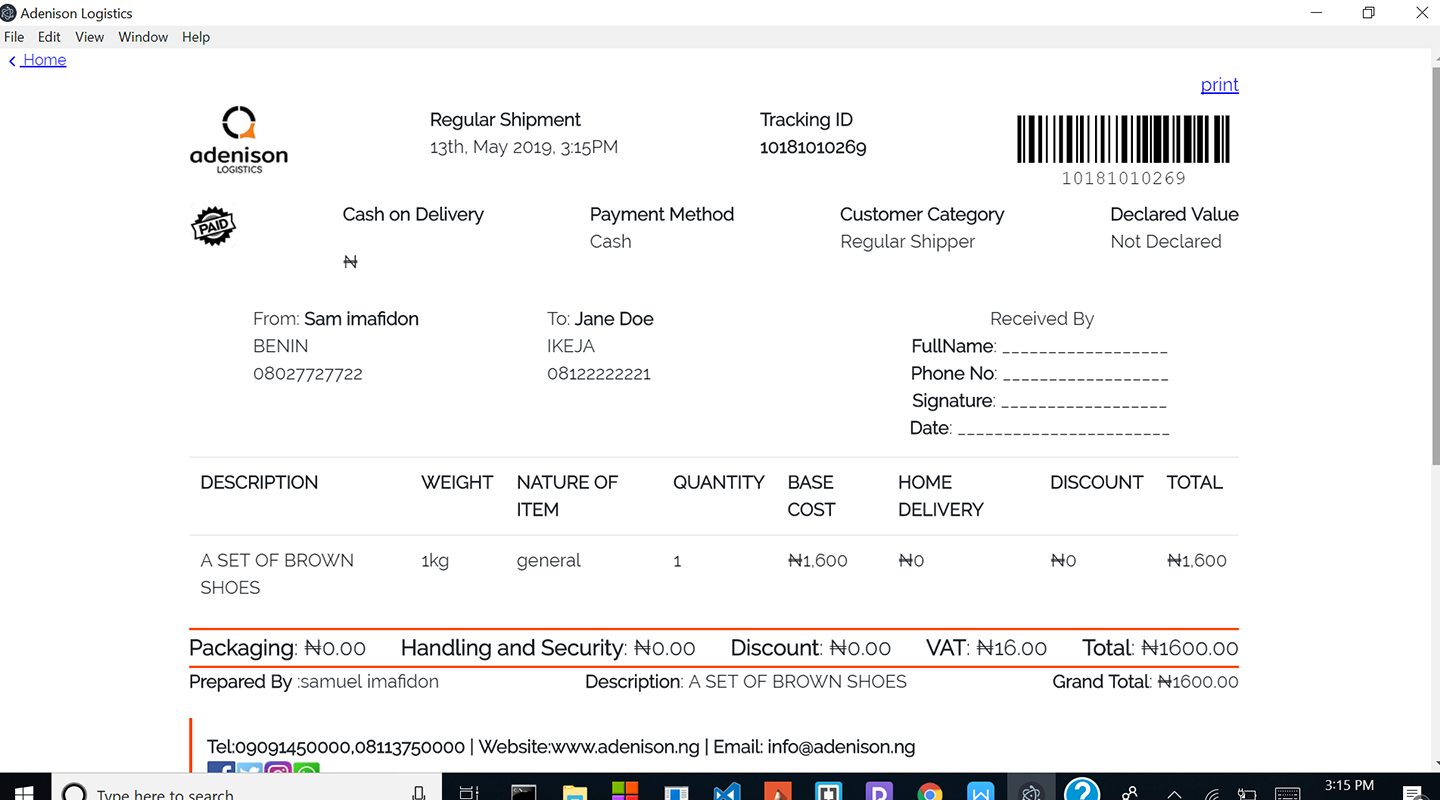 Adenison Logistics
File Edit View Window Help
Home
print
adenison
LOGISTICS
Regular Shipment
13th, May 2019, 3:15PM
Tracking ID
10181010269
10181010269
PAID
Cash on Delivery
₦
Payment Method
Cash
Customer Category
Regular Shipper
Declared Value
Not Declared
From: Sam imafidon
BENIN
08027727722
To: Jane Doe
IKEJA
08122222221
Received By
FullName: __________________
Phone No: __________________
Signature: __________________
Date: _______________________
DESCRIPTION WEIGHT NATURE OF ITEM QUANTITY BASE COST HOME DELIVERY DISCOUNT TOTAL
A SET OF BROWN SHOES 1kg general 1 ₦1,600 ₦0 ₦0 ₦1,600
Packaging: ₦0.00 Handling and Security: ₦0.00 Discount: ₦0.00 VAT: ₦16.00 Total: ₦1600.00
Prepared By :samuel imafidon Description: A SET OF BROWN SHOES Grand Total: ₦1600.00
Tel:09091450000,08113750000 | Website:www.adenison.ng | Email: info@adenison.ng
Type here to search
3:15 PM